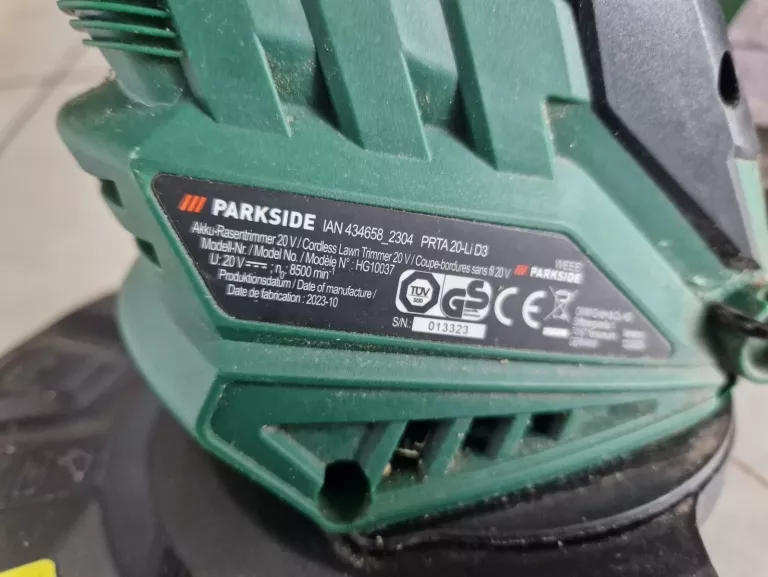 PARKSIDE IAN 434658_2304 PRTA 20-Li D3
Akku-Rasentrimmer 20 V / Cordless Lawn Trimmer 20 V / Coupe-bordures sans fil 20 V
Modell-Nr. / Model No. / Modèle N° : HG10037
U: 20 V ; n₀: 8500 min⁻¹
Produktionsdatum / Date of manufacture /
Date de fabrication : 2023-10
TÜV
SÜD
GS
CE
S/N.: 013323
WEEE
PARKSIDE